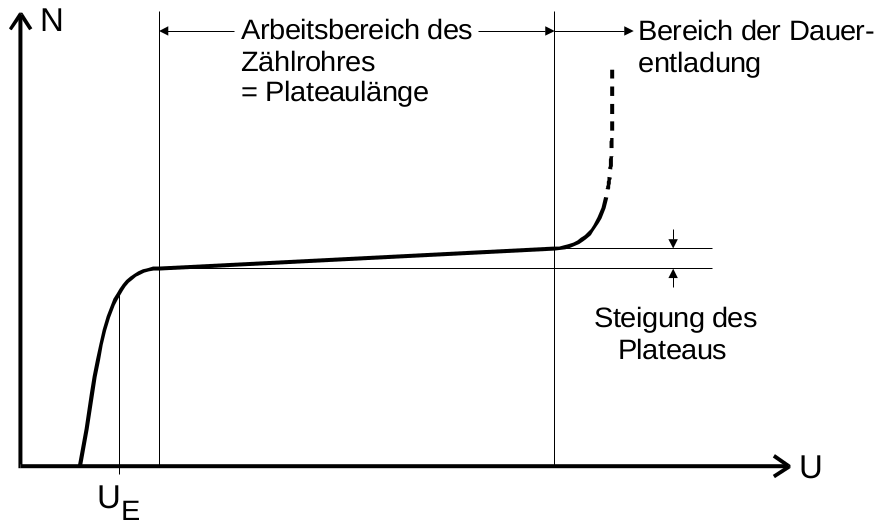 N
Arbeitsbereich des
Zählrohres
= Plateaulänge
Bereich der Dauer-
entladung
Steigung des
Plateaus
U
U_E